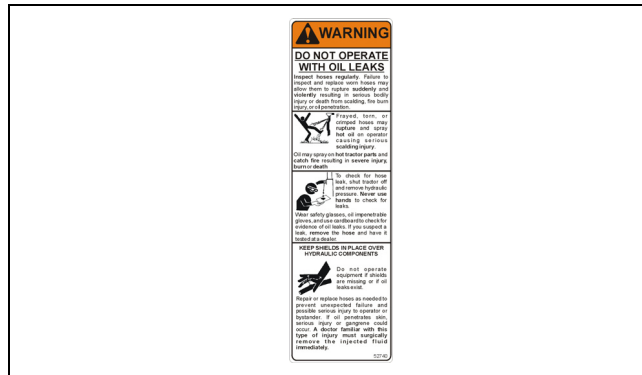 WARNING
DO NOT OPERATE
WITH OIL LEAKS
Inspect hoses regularly. Failure to
inspect and replace worn hoses may
allow them to rupture suddenly and
violently resulting in serious bodily
injury or death from scalding, fire burn
injury, or oil penetration.
Frayed, torn, or
crimped hoses may
rupture and spray
hot oil on operator
causing serious
scalding injury.
Oil may spray on hot tractor parts and
catch fire resulting in severe injury,
burn or death
To check for hose
leak, shut tractor off
and remove hydraulic
pressure. Never use
hands to check for
leaks.
Wear safety glasses, oil impenetrable
gloves, and use cardboard to check for
evidence of oil leaks. If you suspect a
leak, remove the hose and have it
tested at a dealer.
KEEP SHIELDS IN PLACE OVER
HYDRAULIC COMPONENTS
Do not operate
equipment if shields
are missing or if oil
leaks exist.
Repair or replace hoses as needed to
prevent unexpected failure and
possible serious injury to operator or
bystander. If oil penetrates skin,
serious injury or gangrene could
occur. A doctor familiar with this
type of injury must surgically
remove the injected fluid
immediately.
52740